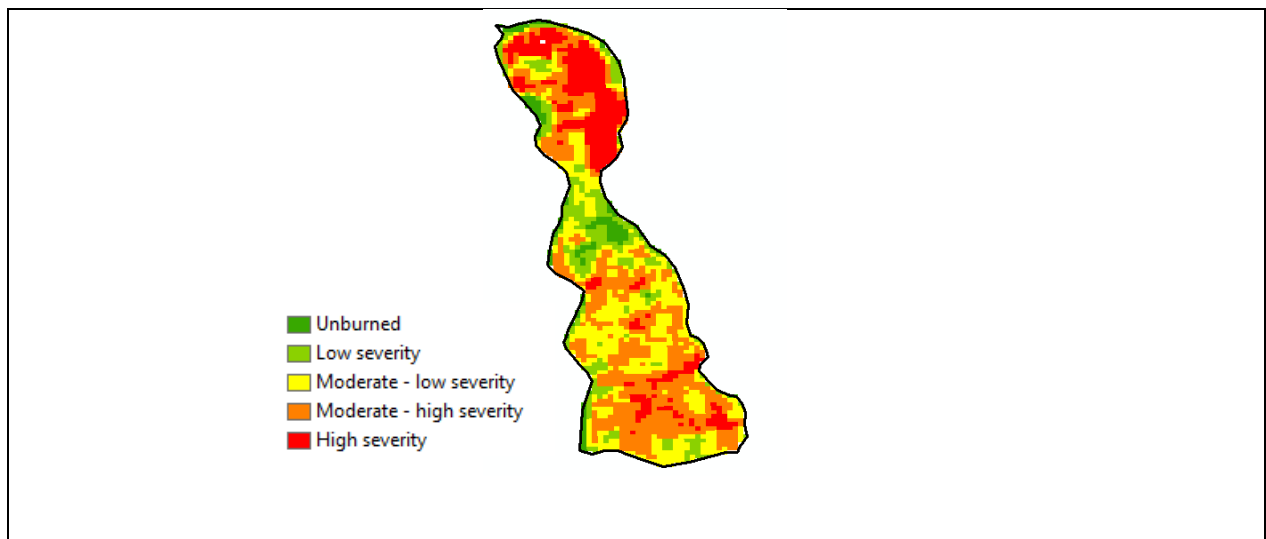 Unburned
Low severity
Moderate - low severity
Moderate - high severity
High severity